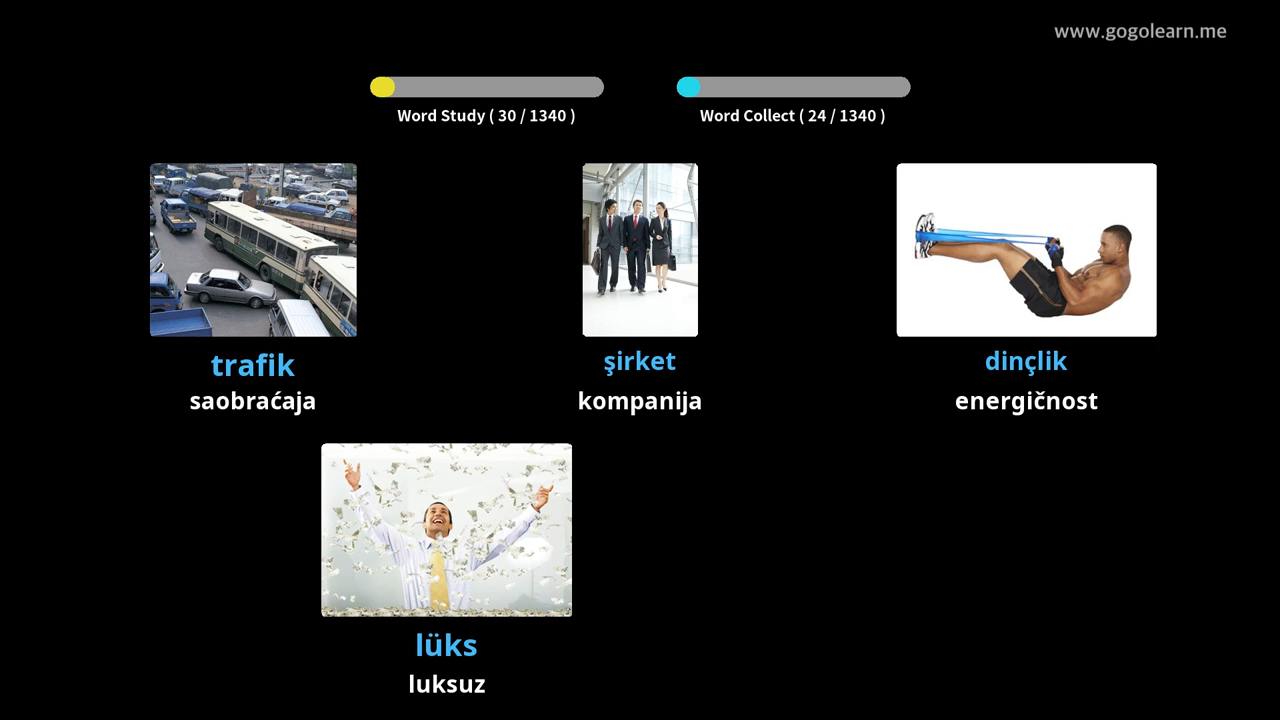 www.gogolearn.me
Word Study ( 30 / 1340 )
Word Collect ( 24 / 1340 )
trafik
saobraćaja
şirket
kompanija
dinçlik
energičnost
lüks
luksuz